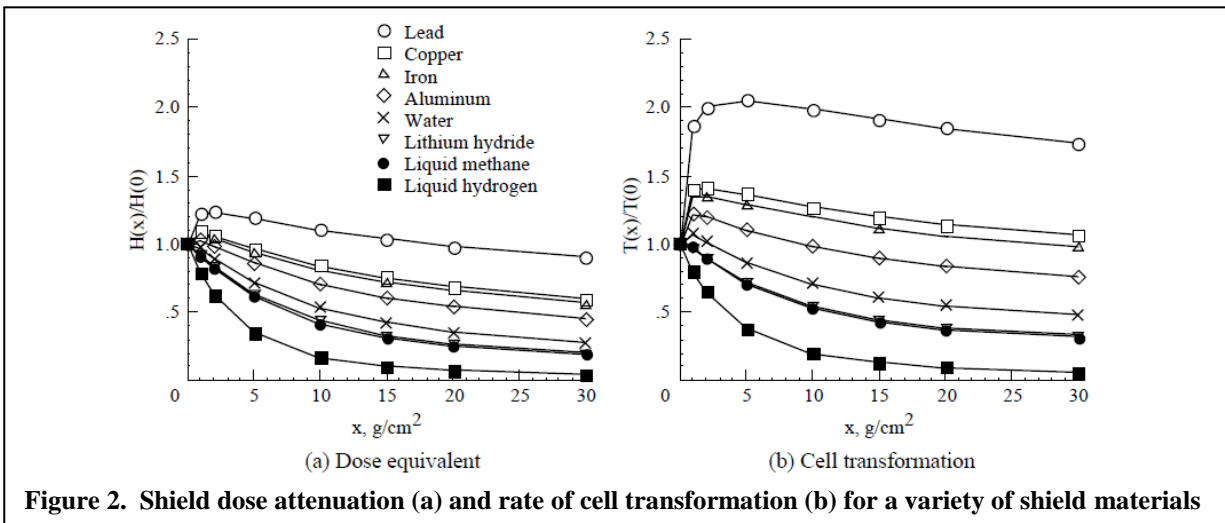 2.5
2.0
1.5
1.0
.5
0
H(x)/H(0)
Lead
Copper
Iron
Aluminum
Water
Lithium hydride
Liquid methane
Liquid hydrogen
5
10
15
20
25
30
x, g/cm²
(a) Dose equivalent
2.5
2.0
1.5
1.0
.5
0
T(x)/T(0)
5
10
15
20
25
30
x, g/cm²
(b) Cell transformation
Figure 2. Shield dose attenuation (a) and rate of cell transformation (b) for a variety of shield materials